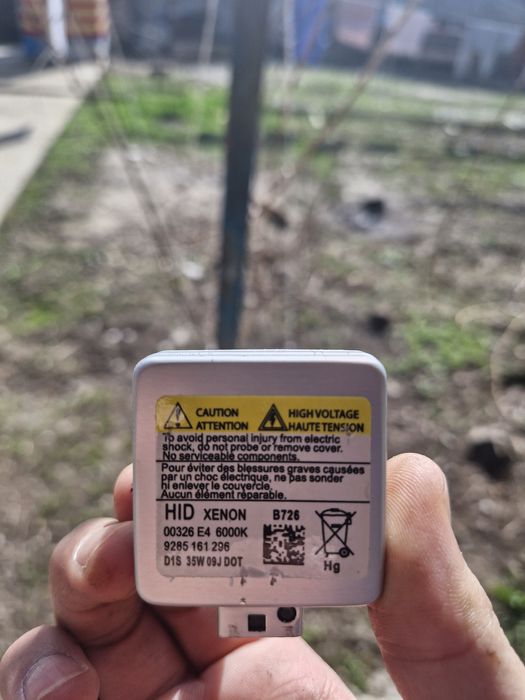 CAUTION
ATTENTION
HIGH VOLTAGE
HAUTE TENSION
To avoid personal injury from electric
shock, do not probe or remove cover.
No serviceable components.
Pour éviter des blessures graves causées
par un choc électrique, ne pas sonder
ni enlever le couvercle.
Aucun élément réparable.
HID XENON B726
00326 E4 6000K
9285 161 296
D1S 35W 09J DOT
Hg